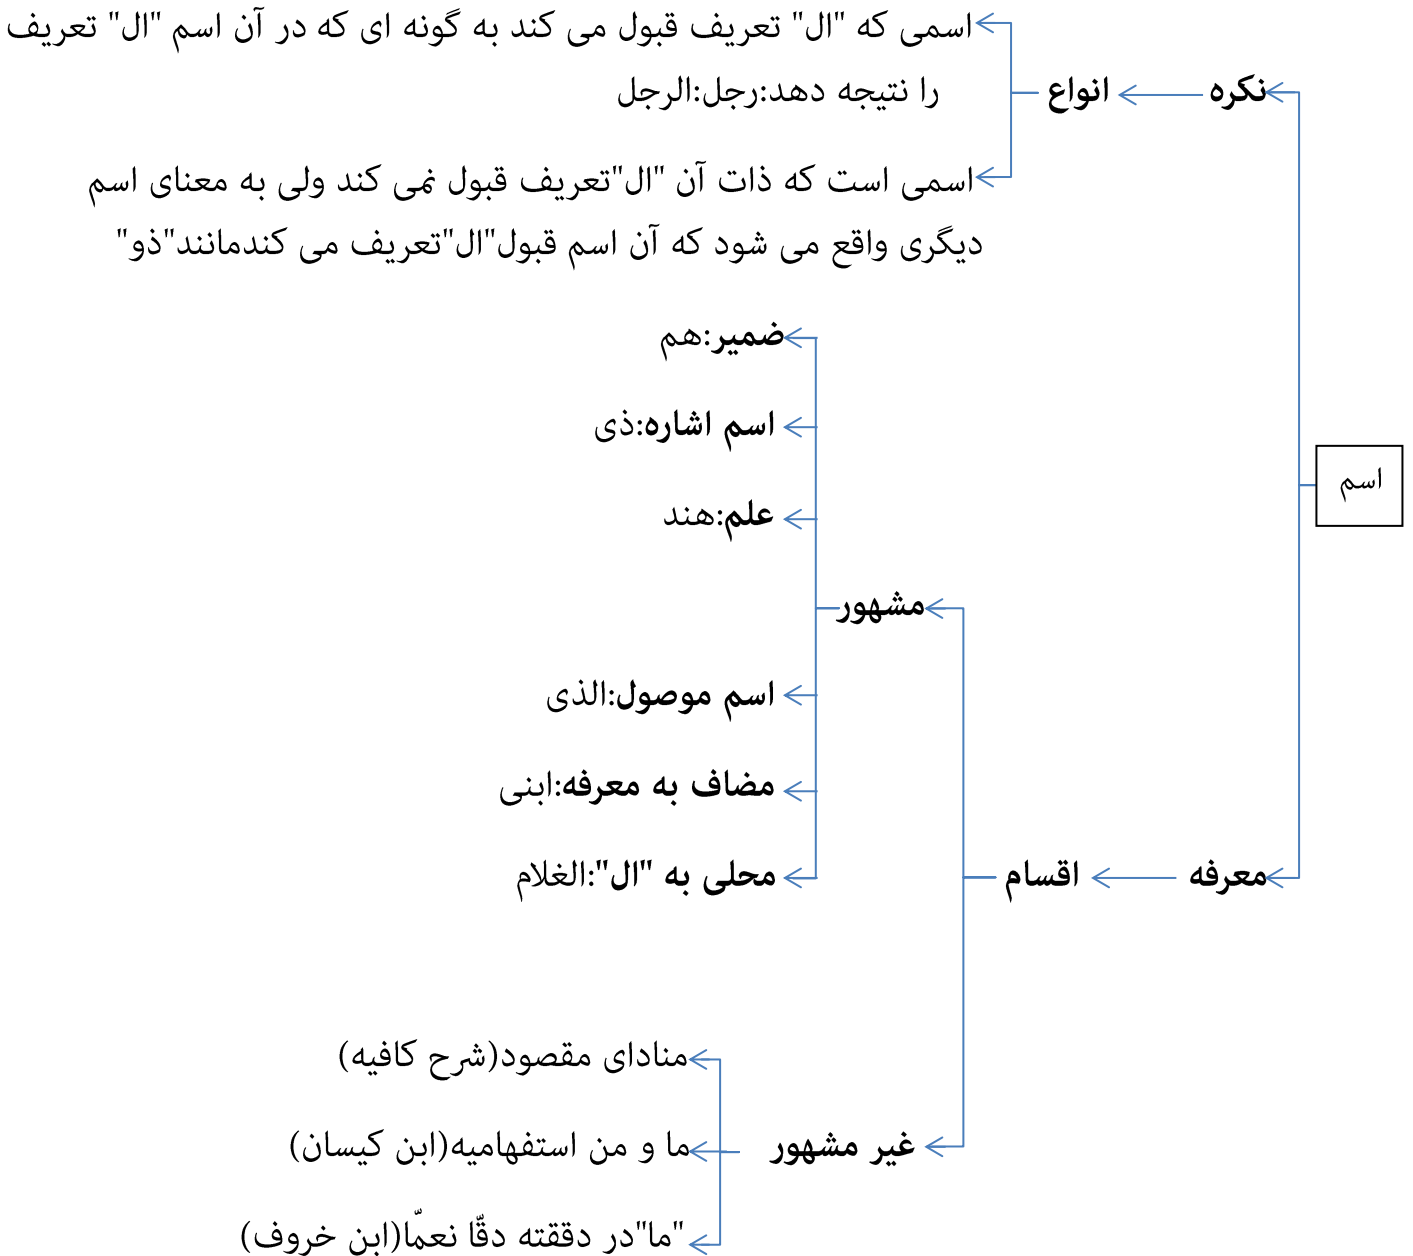 اسمی که "ال" تعریف قبول می کند به گونه ای که در آن اسم "ال" تعریف
را نتیجه دهد:رجل:الرجل
نکره
انواع
اسمی است که ذات آن "ال"تعریف قبول نمی کند ولی به معنای اسم
دیگری واقع می شود که آن اسم قبول"ال"تعریف می کندمانند"ذو"
ضمیر:هم
اسم اشاره:ذی
اسم
علم:هند
مشهور
اسم موصول:الذی
مضاف به معرفه:ابنی
معرفه
اقسام
محلی به "ال":الغلام
منادای مقصود(شرح کافیه)
غیر مشهور
ما و من استفهامیه(ابن کیسان)
"ما"در دققته دقّا نعمّا(ابن خروف)